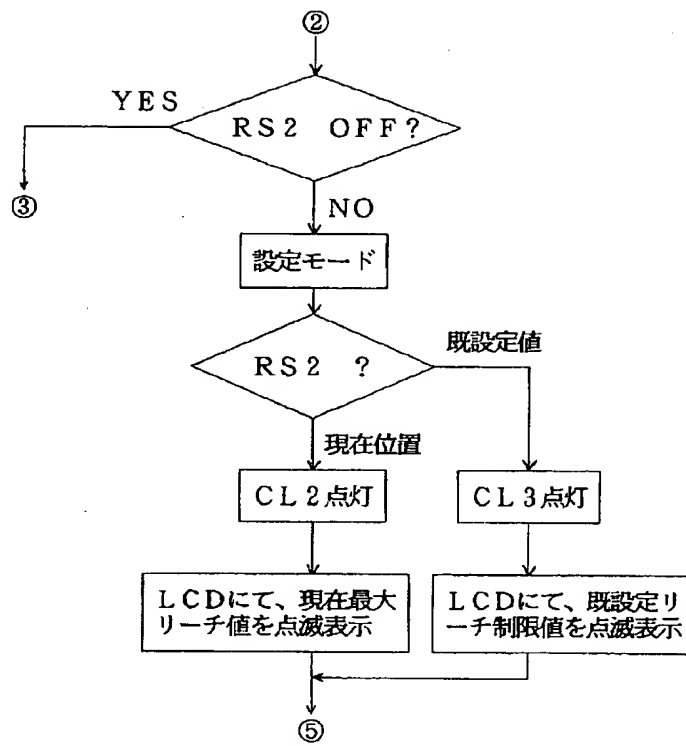 ②
YES
RS2 OFF?
③
NO
設定モード
RS2 ?
既設定値
現在位置
CL2点灯
CL3点灯
LCDにて、現在最大
リーチ値を点滅表示
LCDにて、既設定リ
ーチ制限値を点滅表示
⑤